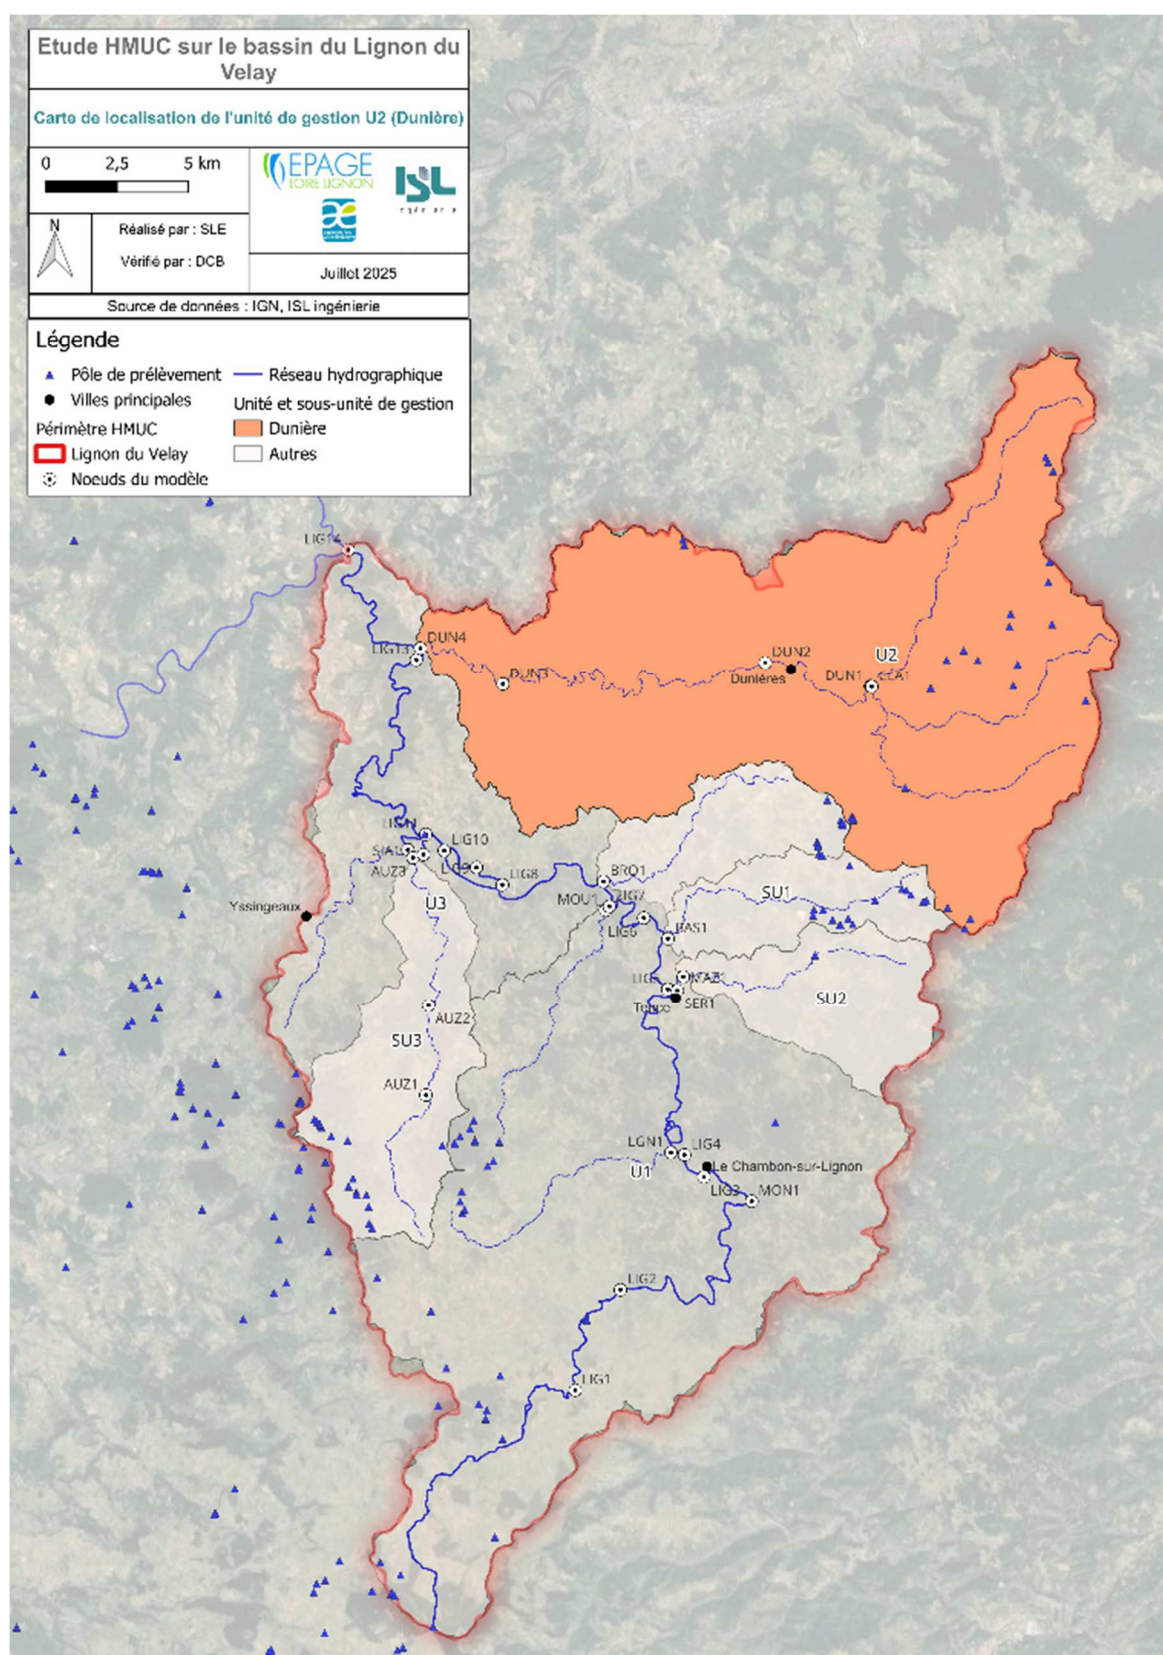 Etude HMUC sur le bassin du Lignon du
Velay
Carte de localisation de l'unité de gestion U2 (Dunière)
0 2,5 5 km
EPAGE
LOIRE LIGNON
ISL
Ingénierie
N
Réalisé par : SLE
Vérifié par : DCB
Juillet 2025
Source de données : IGN, ISL ingénierie
Légende
Pôle de prélèvement
Villes principales
Périmètre HMUC
Lignon du Velay
Noeuds du modèle
Réseau hydrographique
Unité et sous-unité de gestion
Dunière
Autres
LIG14
DUN4
LIG13
DUN3
DUN2
Dunières
U2
DUN1
CLA1
LIG11
LIG10
SIA1
AUZ3
LIG9
LIG8
BRO1
U3
MOU1
LIG7
SU1
Yssingeaux
LIG6
BAS1
MAZ1
SU2
Tence
SER1
AUZ2
SU3
AUZ1
LGN1
LIG4
U1
Le Chambon-sur-Lignon
LIG3
MON1
LIG2
LIG1